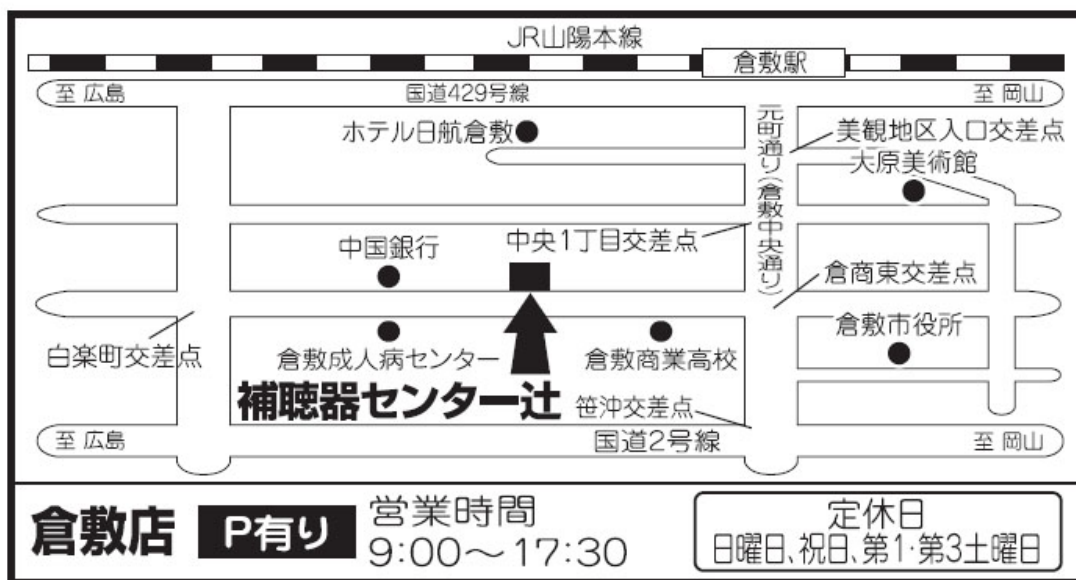 JR山陽本線
倉敷駅
至 広島
国道429号線
至 岡山
ホテル日航倉敷
元町通り(倉敷中央通り)
美観地区入口交差点
大原美術館
中国銀行
中央1丁目交差点
倉商東交差点
白楽町交差点
倉敷成人病センター
倉敷商業高校
倉敷市役所
補聴器センター辻
笹沖交差点
至 広島
国道2号線
至 岡山
倉敷店
P有り
営業時間
9:00〜17:30
定休日
日曜日、祝日、第1·第3土曜日